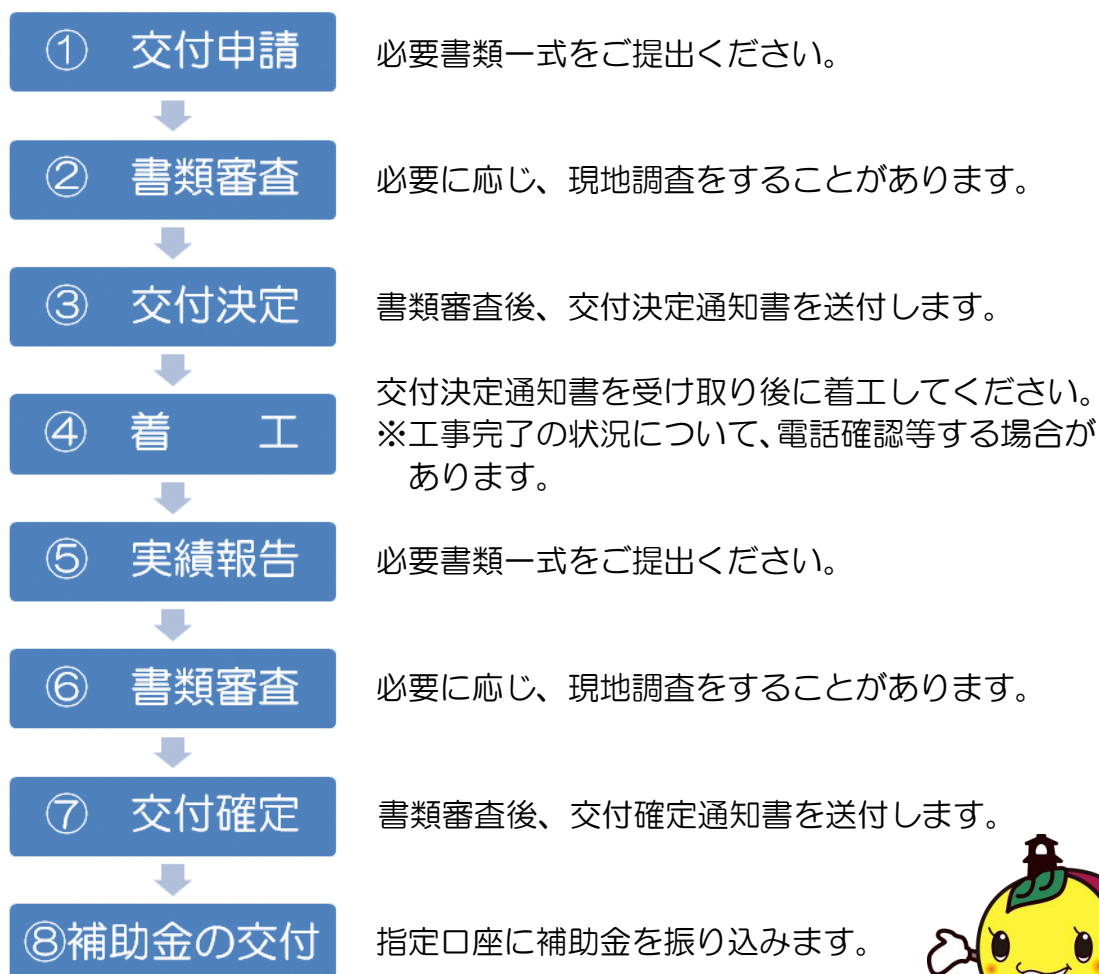 ① 交付申請
必要書類一式をご提出ください。
② 書類審査
必要に応じ、現地調査をすることがあります。
③ 交付決定
書類審査後、交付決定通知書を送付します。
④ 着 工
交付決定通知書を受け取り後に着工してください。
※工事完了の状況について、電話確認等する場合が
あります。
⑤ 実績報告
必要書類一式をご提出ください。
⑥ 書類審査
必要に応じ、現地調査をすることがあります。
⑦ 交付確定
書類審査後、交付確定通知書を送付します。
⑧補助金の交付
指定口座に補助金を振り込みます。